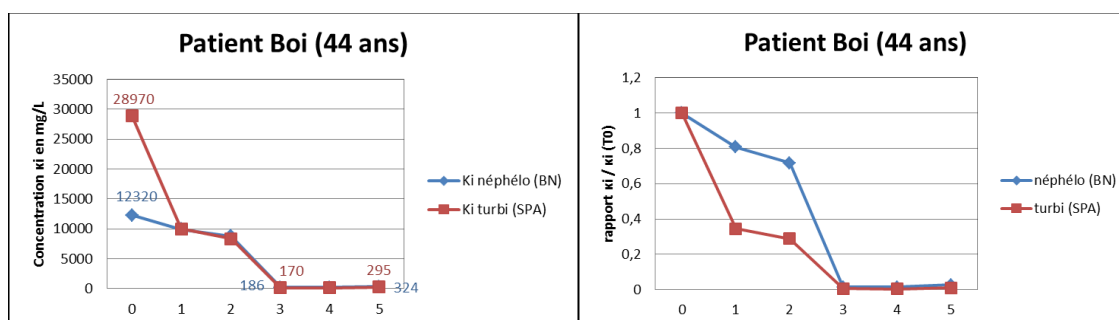 Patient Boi (44 ans)
Concentration κi en mg/L
35000
30000
25000
20000
15000
10000
5000
0
28970
12320
186
170
295
324
0 1 2 3 4 5
Ki néphélo (BN)
Ki turbi (SPA)
Patient Boi (44 ans)
rapport κi / κi (T0)
1,2
1
0,8
0,6
0,4
0,2
0
0 1 2 3 4 5
néphélo (BN)
turbi (SPA)